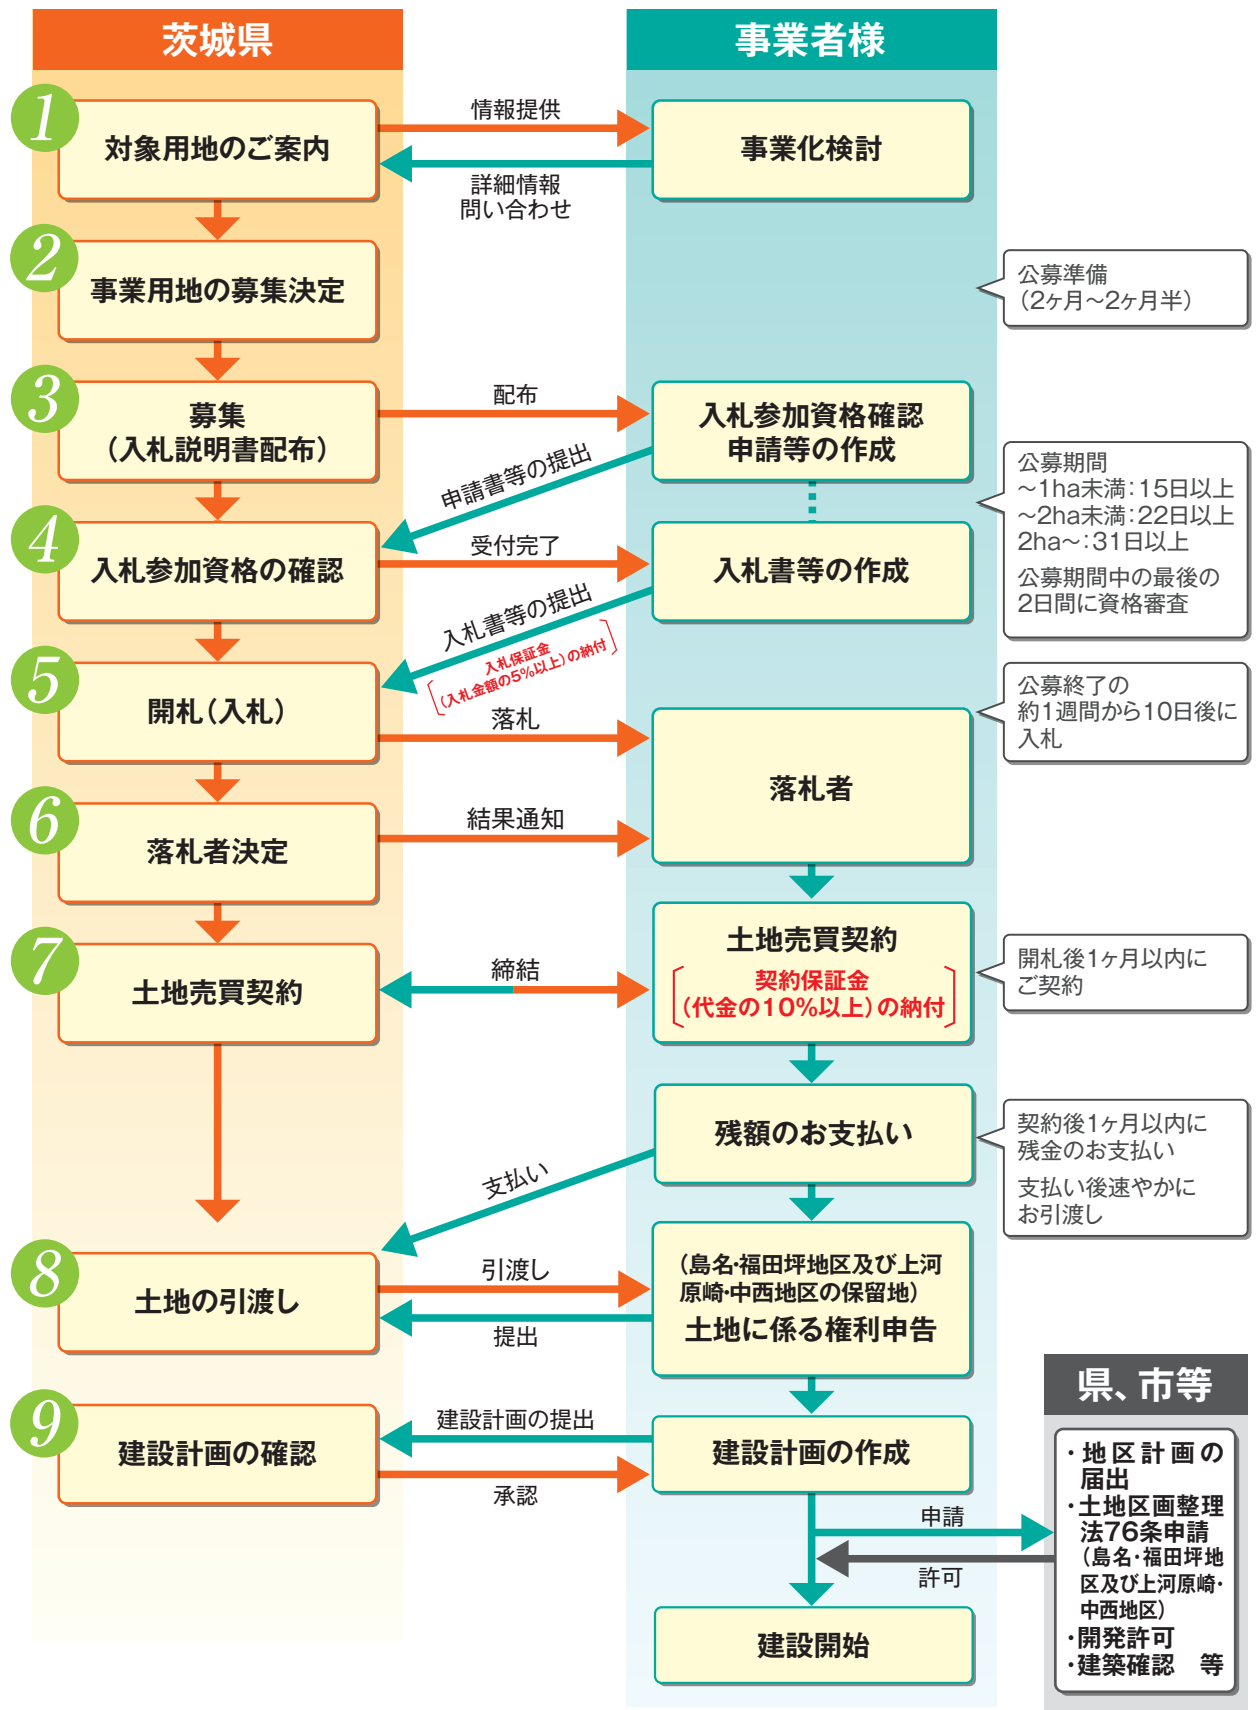 茨城県
事業者様
1
対象用地のご案内
情報提供
事業化検討
詳細情報
問い合わせ
2
事業用地の募集決定
公募準備
（2ヶ月〜2ヶ月半）
3
募集
（入札説明書配布）
配布
入札参加資格確認
申請等の作成
申請書等の提出
公募期間
〜1ha未満：15日以上
〜2ha未満：22日以上
2ha〜：31日以上
公募期間中の最後の
2日間に資格審査
4
入札参加資格の確認
受付完了
入札書等の作成
入札書等の提出
入札保証金
（入札金額の5%以上）の納付
5
開札（入札）
落札
落札者
公募終了の
約1週間から10日後に
入札
6
落札者決定
結果通知
7
土地売買契約
締結
土地売買契約
契約保証金
（代金の10%以上）の納付
開札後1ヶ月以内に
ご契約
残額のお支払い
支払い
契約後1ヶ月以内に
残金のお支払い
支払い後速やかに
お引渡し
8
土地の引渡し
引渡し
提出
（島名・福田坪地区及び上河
原崎・中西地区の保留地）
土地に係る権利申告
9
建設計画の確認
建設計画の提出
承認
建設計画の作成
申請
許可
建設開始
県、市等
・地区計画の
届出
・土地区画整理
法76条申請
（島名・福田坪地
区及び上河原崎・
中西地区）
・開発許可
・建築確認　等